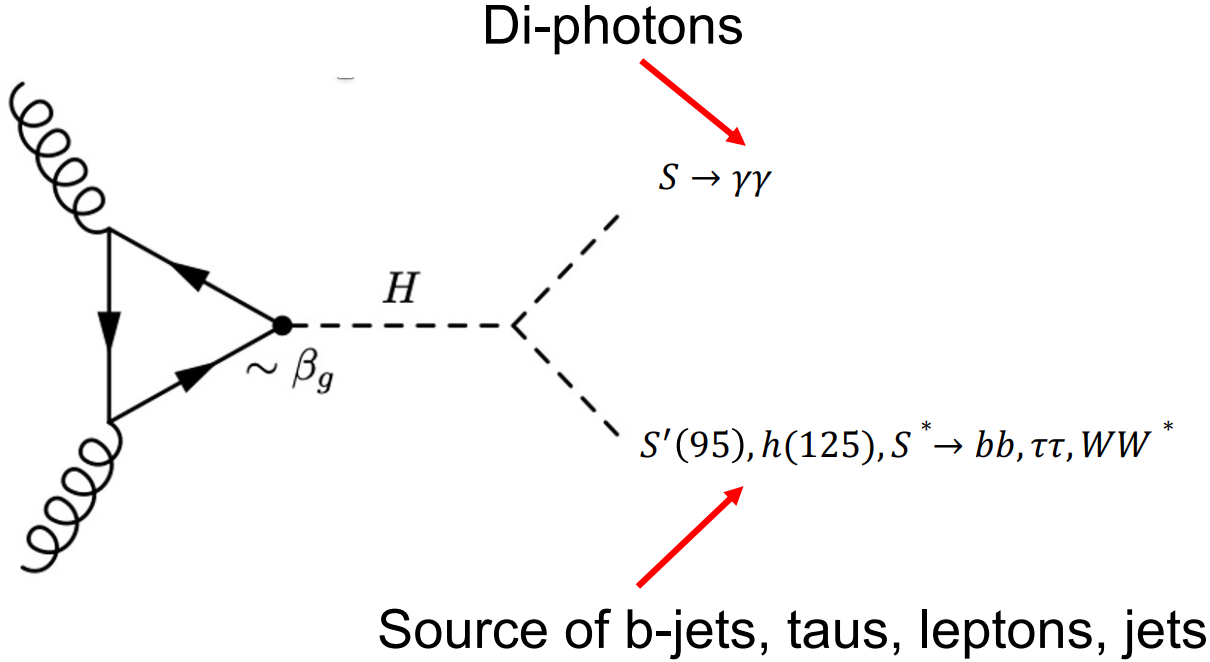 Di-photons
S → γγ
H
~ β_g
S′(95), h(125), S* → bb, ττ, WW*
Source of b-jets, taus, leptons, jets